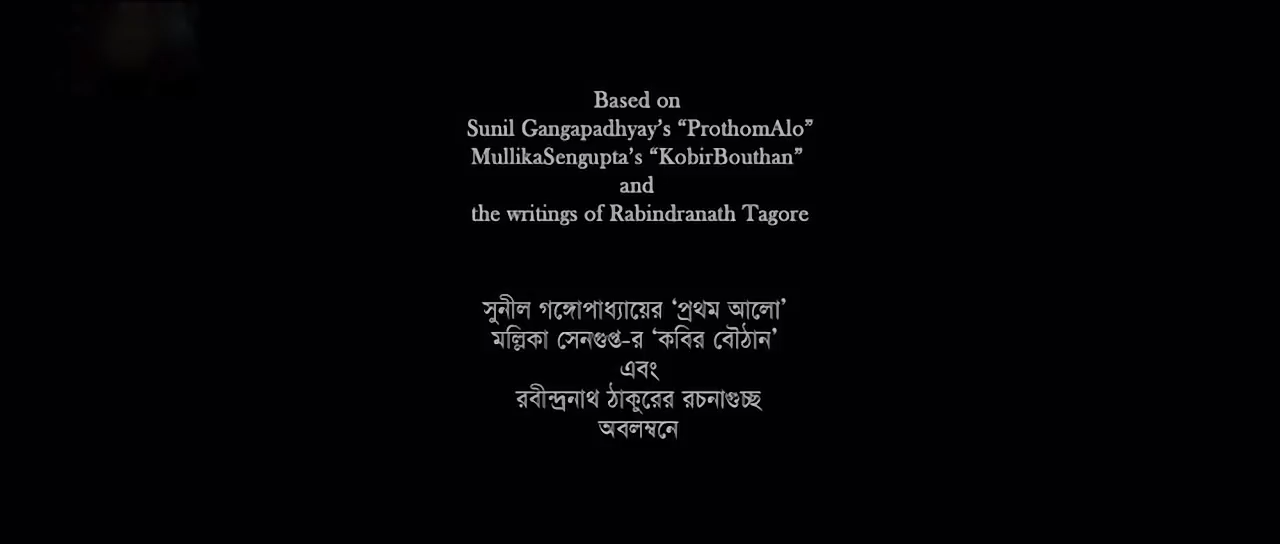 Based on
Sunil Gangapadhyay’s “ProthomAlo”
MullikaSengupta’s “KobirBouthan”
and
the writings of Rabindranath Tagore
সুনীল গঙ্গোপাধ্যায়ের ‘প্রথম আলো’
মল্লিকা সেনগুপ্ত-র ‘কবির বৌঠান’
এবং
রবীন্দ্রনাথ ঠাকুরের রচনাগুচ্ছ
অবলম্বনে